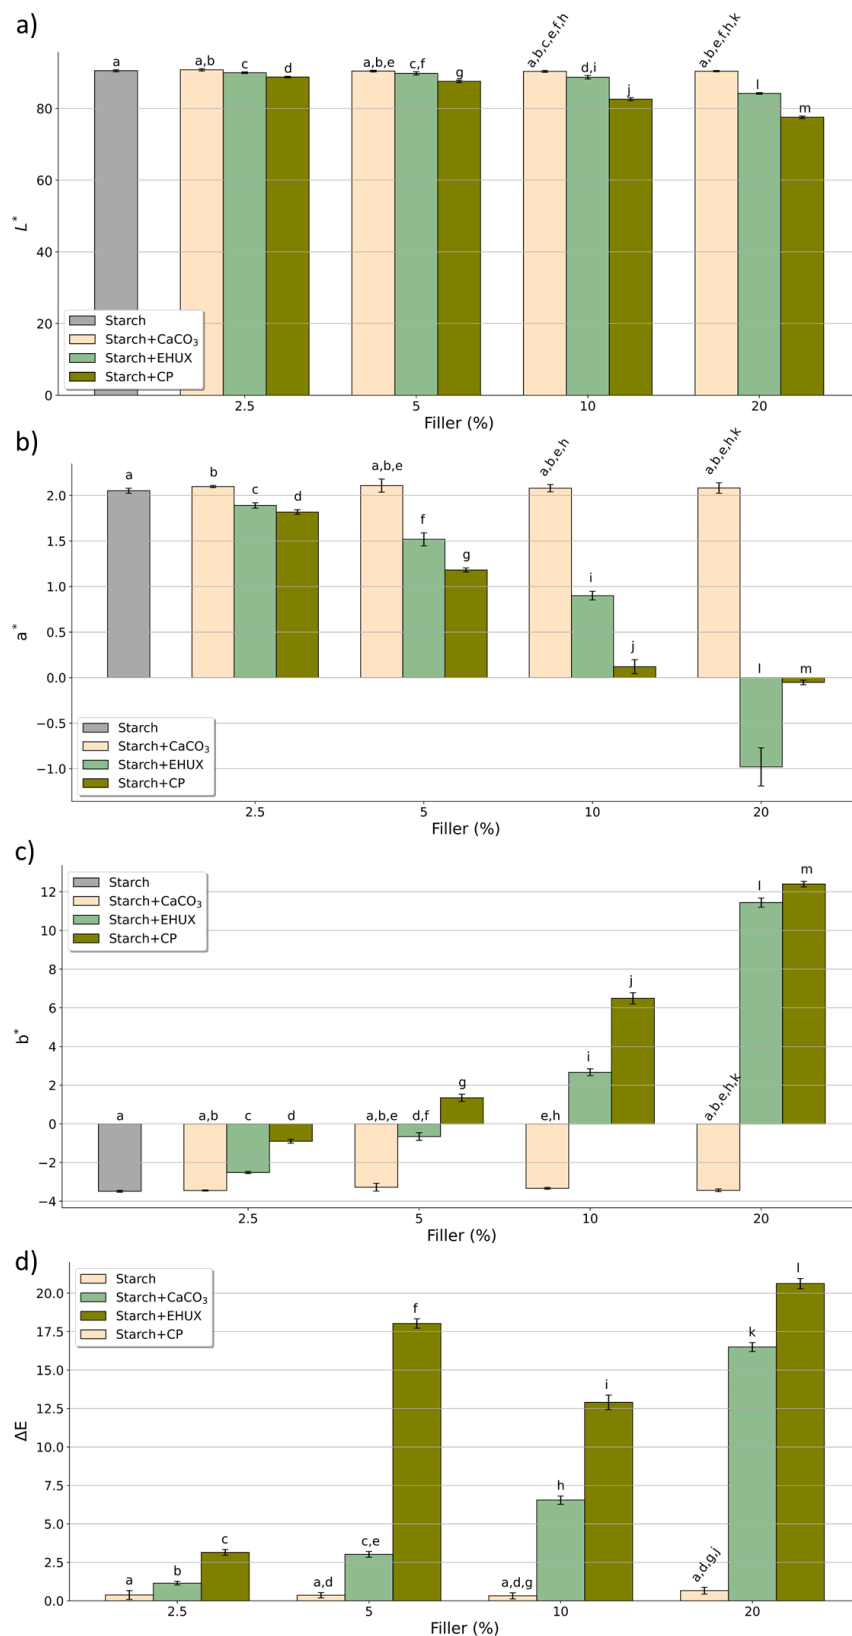 a)
a,b,c,e,f,h
a,b,e,f,h,k
a
a,b
c
d
a,b,e
c,f
g
d,i
j
l
m
80
60
40
20
0
L*
Starch
Starch+CaCO₃
Starch+EHUX
Starch+CP
2.5
5
10
20
Filler (%)
b)
a
b
c
d
a,b,e
f
g
a,b,e,h
i
j
a,b,e,h,k
l
m
2.0
1.5
1.0
0.5
0.0
−0.5
−1.0
a*
Starch
Starch+CaCO₃
Starch+EHUX
Starch+CP
2.5
5
10
20
Filler (%)
c)
Starch
Starch+CaCO₃
Starch+EHUX
Starch+CP
12
10
8
6
4
2
0
−2
−4
b*
a
a,b
c
d
a,b,e
d,f
g
e,h
i
j
a,b,e,h,k
l
m
2.5
5
10
20
Filler (%)
d)
Starch
Starch+CaCO₃
Starch+EHUX
Starch+CP
20.0
17.5
15.0
12.5
10.0
7.5
5.0
2.5
0.0
ΔE
a
b
c
a,d
c,e
f
a,d,g
h
i
a,d,g,j
k
l
2.5
5
10
20
Filler (%)